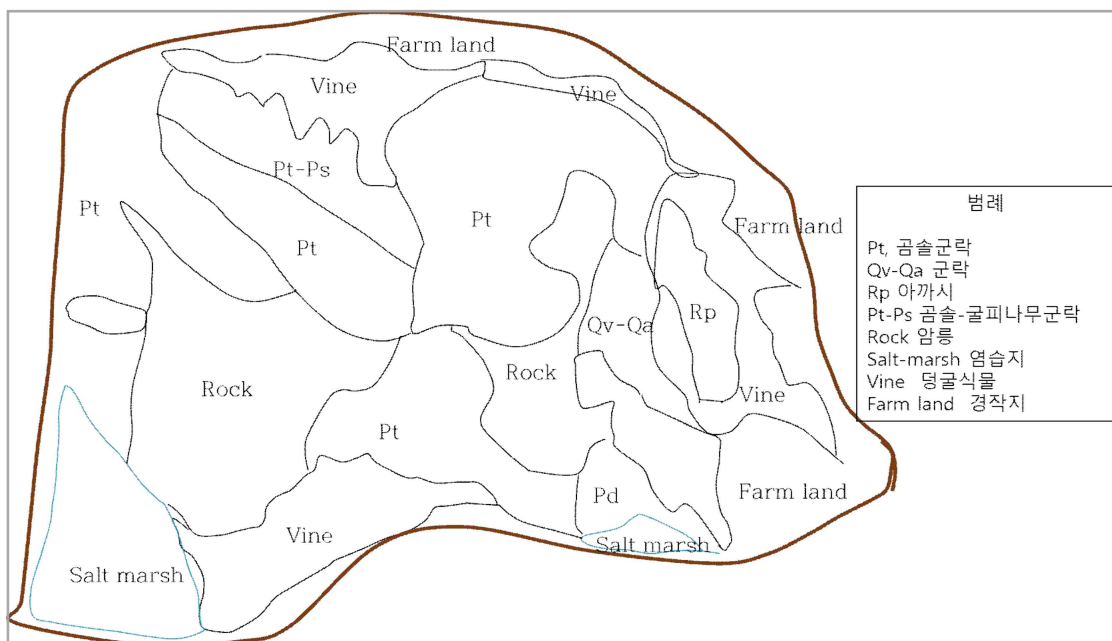 Farm land
Vine
Vine
Pt-Ps
Pt
Pt
Pt
Farm land
Rp
Qv-Qa
Rock
Rock
Vine
Pt
Pd
Farm land
Vine
Salt marsh
Salt marsh
범례
Pt, 곰솔군락
Qv-Qa 군락
Rp 아까시
Pt-Ps 곰솔-굴피나무군락
Rock 암릉
Salt-marsh 염습지
Vine 덩굴식물
Farm land 경작지